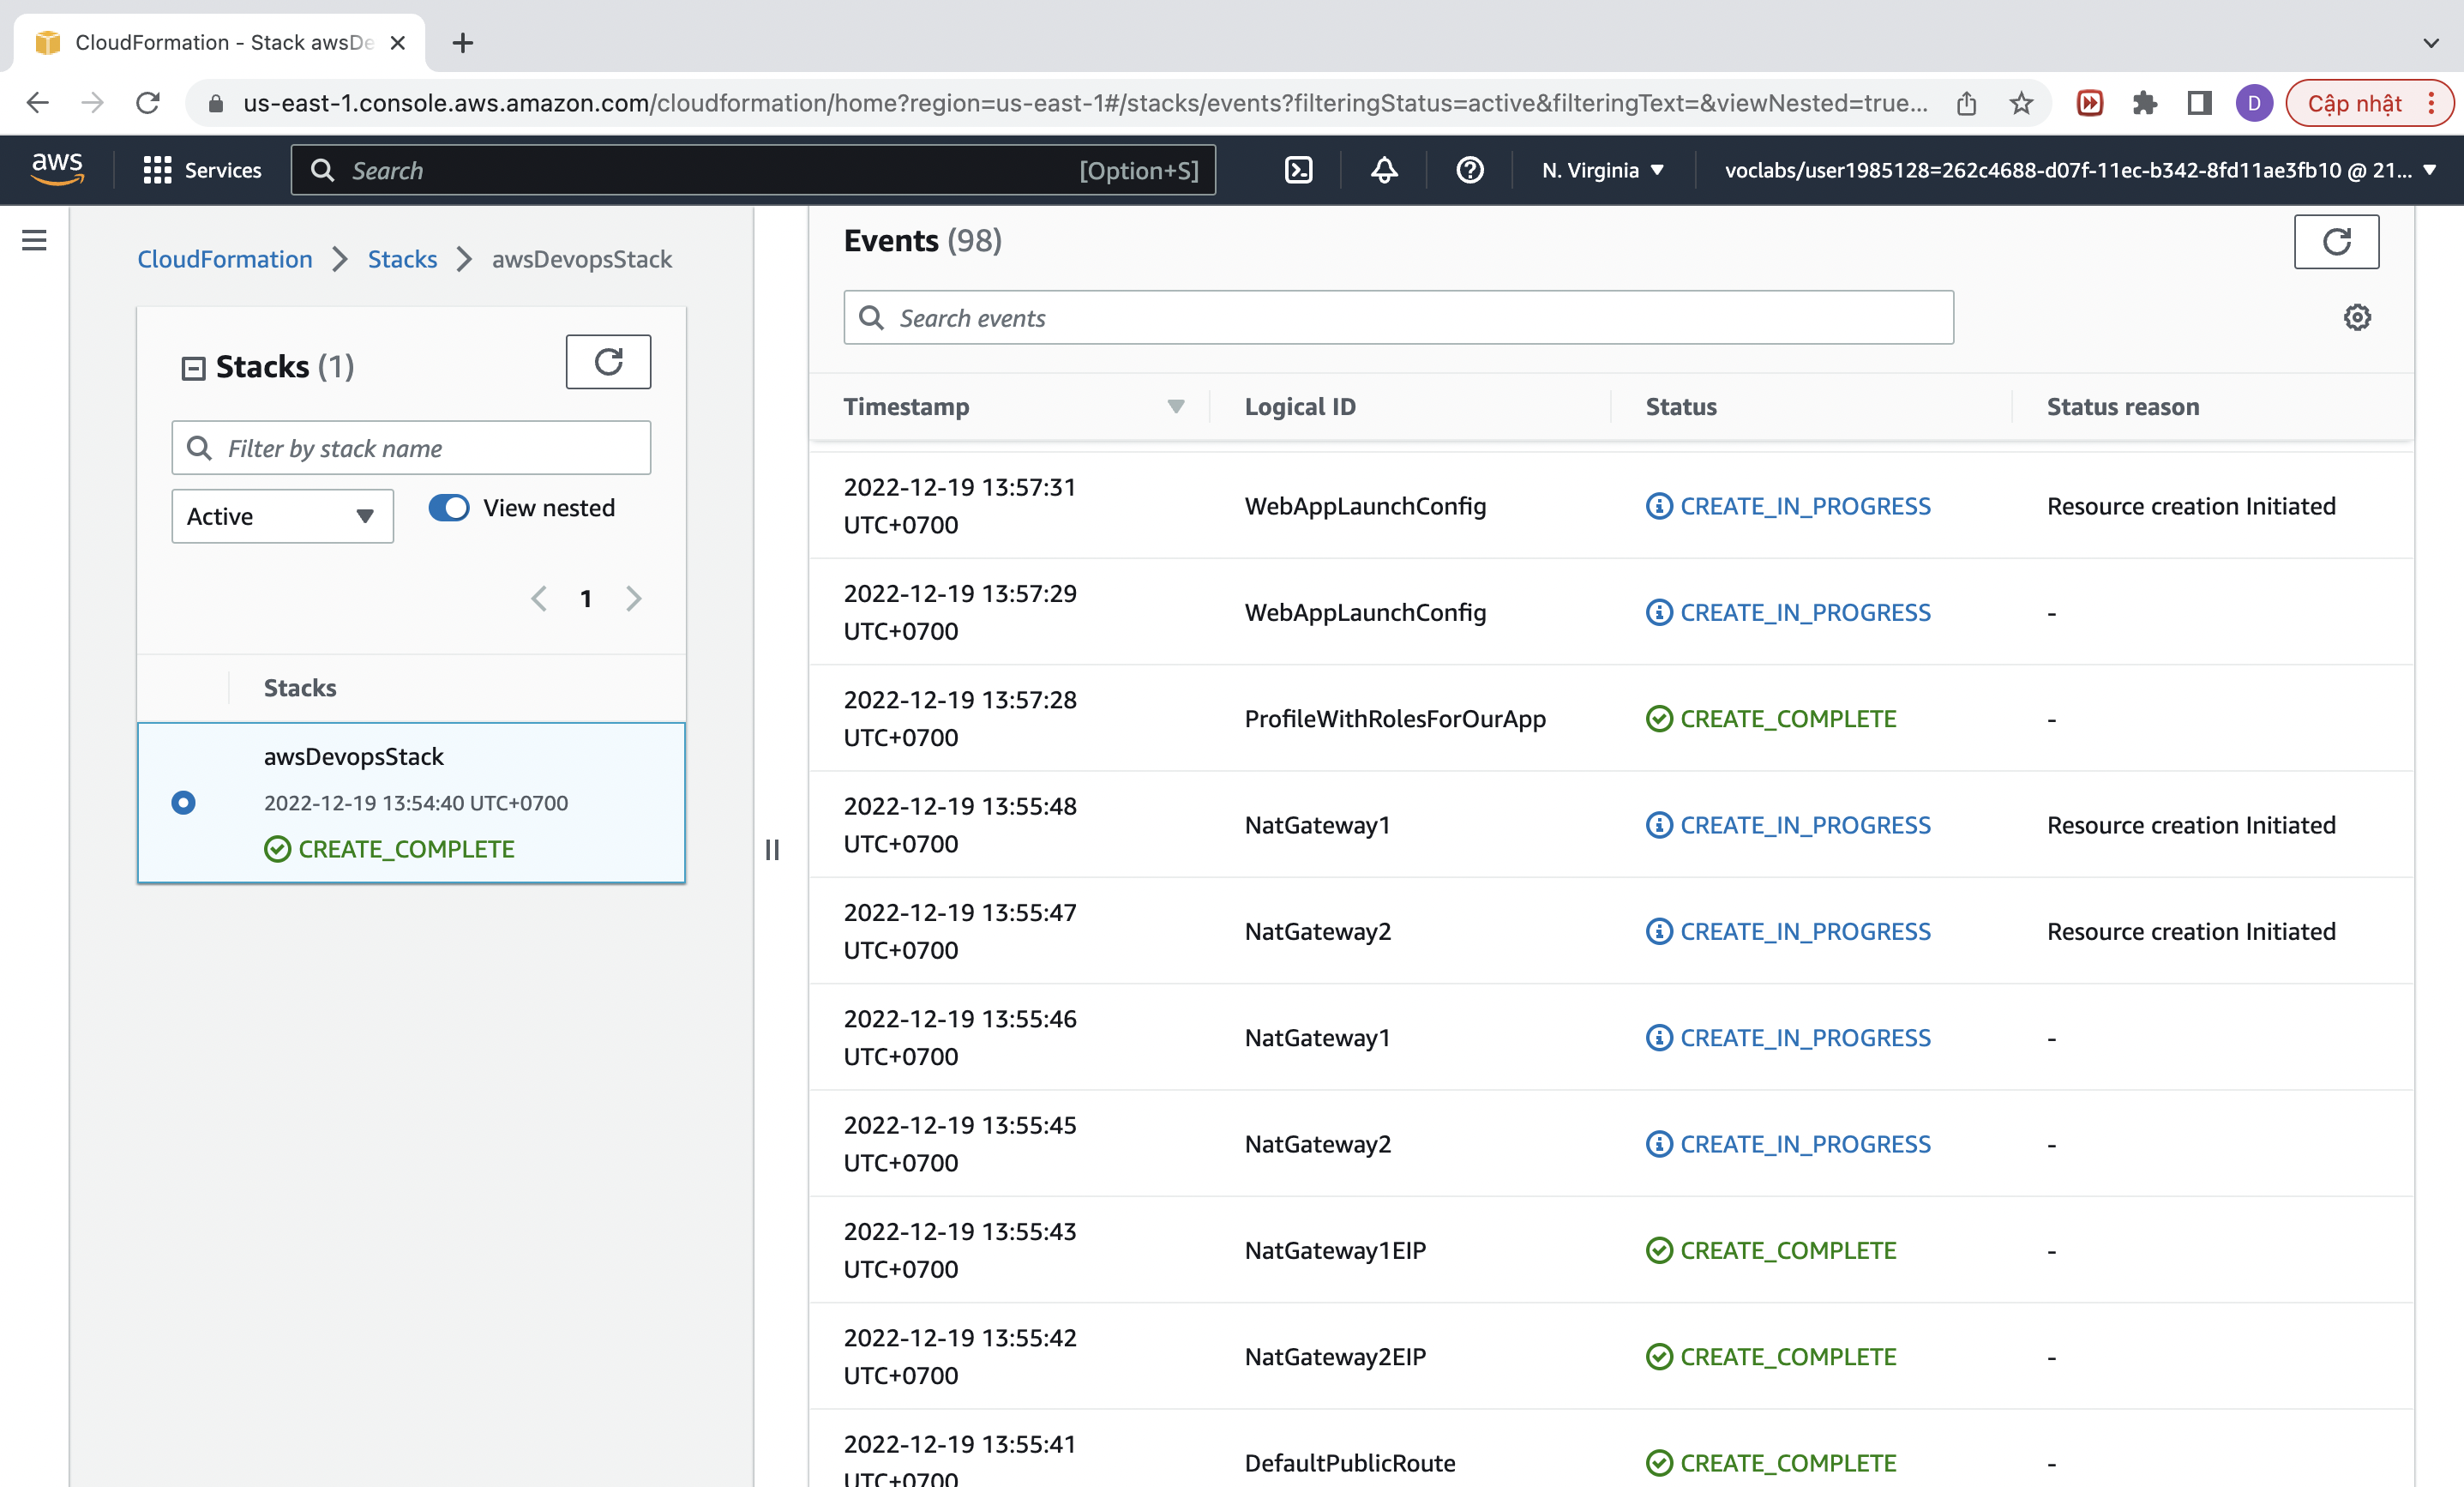 CloudFormation - Stack awsDe
us-east-1.console.aws.amazon.com/cloudformation/home?region=us-east-1#/stacks/events?filteringStatus=active&filteringText=&viewNested=true...
D
Cập nhật
aws
Services
Search
[Option+S]
N. Virginia
voclabs/user1985128=262c4688-d07f-11ec-b342-8fd11ae3fb10 @ 21...
CloudFormation
Stacks
awsDevopsStack
Stacks (1)
Filter by stack name
Active
View nested
1
Stacks
awsDevopsStack
2022-12-19 13:54:40 UTC+0700
CREATE_COMPLETE
Events (98)
Search events
Timestamp Logical ID Status Status reason
2022-12-19 13:57:31
UTC+0700
WebAppLaunchConfig
CREATE_IN_PROGRESS
Resource creation Initiated
2022-12-19 13:57:29
UTC+0700
WebAppLaunchConfig
CREATE_IN_PROGRESS
-
2022-12-19 13:57:28
UTC+0700
ProfileWithRolesForOurApp
CREATE_COMPLETE
-
2022-12-19 13:55:48
UTC+0700
NatGateway1
CREATE_IN_PROGRESS
Resource creation Initiated
2022-12-19 13:55:47
UTC+0700
NatGateway2
CREATE_IN_PROGRESS
Resource creation Initiated
2022-12-19 13:55:46
UTC+0700
NatGateway1
CREATE_IN_PROGRESS
-
2022-12-19 13:55:45
UTC+0700
NatGateway2
CREATE_IN_PROGRESS
-
2022-12-19 13:55:43
UTC+0700
NatGateway1EIP
CREATE_COMPLETE
-
2022-12-19 13:55:42
UTC+0700
NatGateway2EIP
CREATE_COMPLETE
-
2022-12-19 13:55:41
UTC+0700
DefaultPublicRoute
CREATE_COMPLETE
-